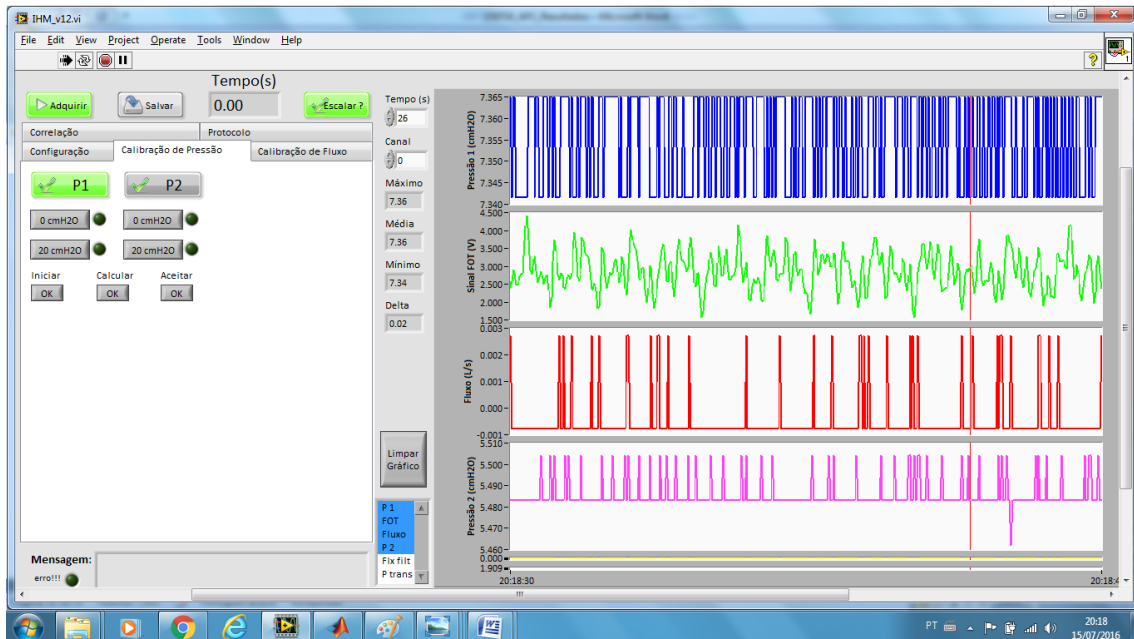 IHM_v12.vi
File Edit View Project Operate Tools Window Help
1
Tempo(s)
Adquirir
Salvar
0.00
Escalar ?
Correlação
Protocolo
Configuração
Calibração de Pressão
Calibração de Fluxo
P1
P2
0 cmH2O
0 cmH2O
20 cmH2O
20 cmH2O
Iniciar
Calcular
Aceitar
OK
OK
OK
Mensagem:
erro!!!
Tempo (s)
26
Canal
0
Máximo
7.36
Média
7.36
Mínimo
7.34
Delta
0.02
Limpar
Gráfico
P 1
FOT
Fluxo
P 2
Flx filt
P trans
Pressão 1 (cmH2O)
7.365
7.360
7.355
7.350
7.345
7.340
Sinal FOT (V)
4.500
4.000
3.500
3.000
2.500
2.000
1.500
Fluxo (L/s)
0.003
0.002
0.001
0.000
-0.001
Pressão 2 (cmH2O)
5.510
5.500
5.490
5.480
5.470
5.460
0.000
1.909
20:18:30
20:18:4
PT
20:18
15/07/2016